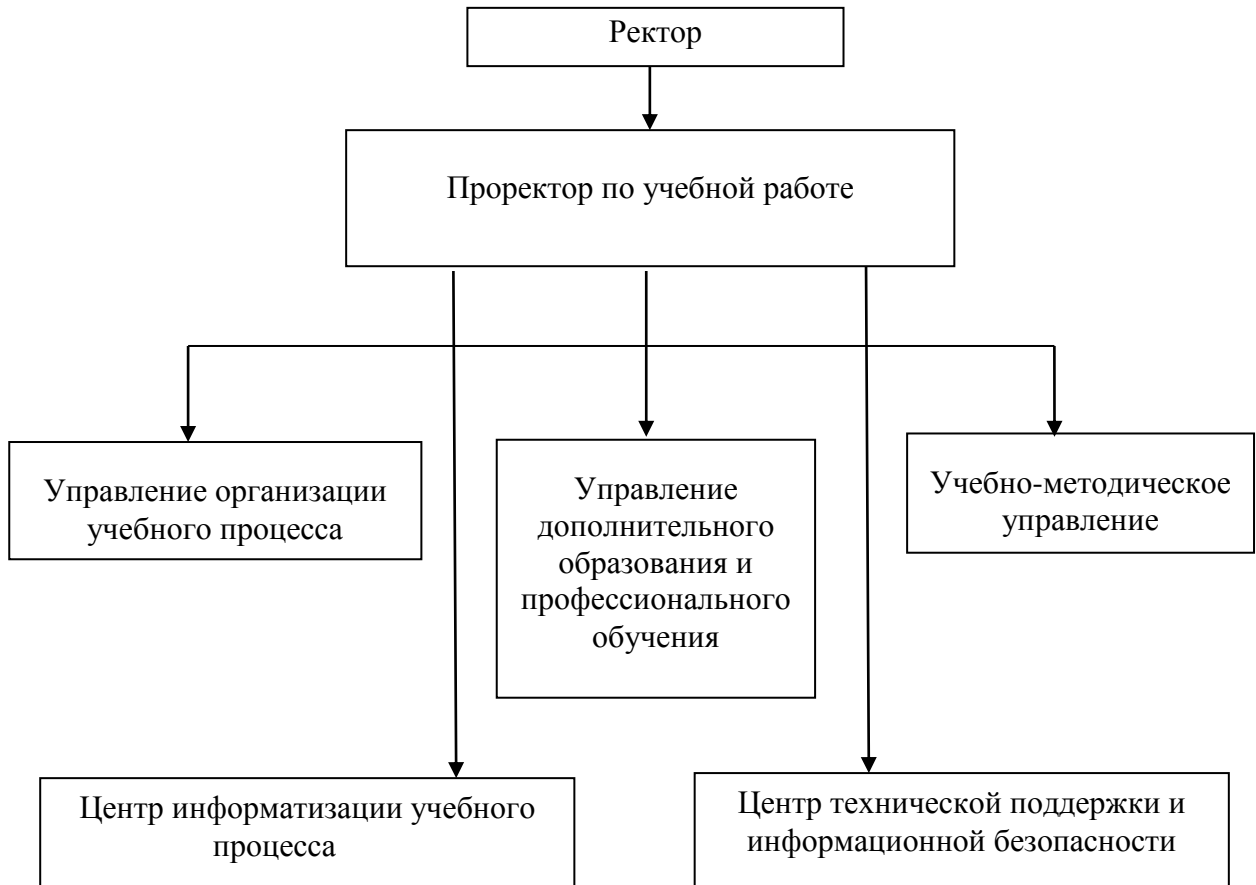 Ректор
Проректор по учебной работе
Управление организации
учебного процесса
Управление
дополнительного
образования и
профессионального
обучения
Учебно-методическое
управление
Центр информатизации учебного
процесса
Центр технической поддержки и
информационной безопасности